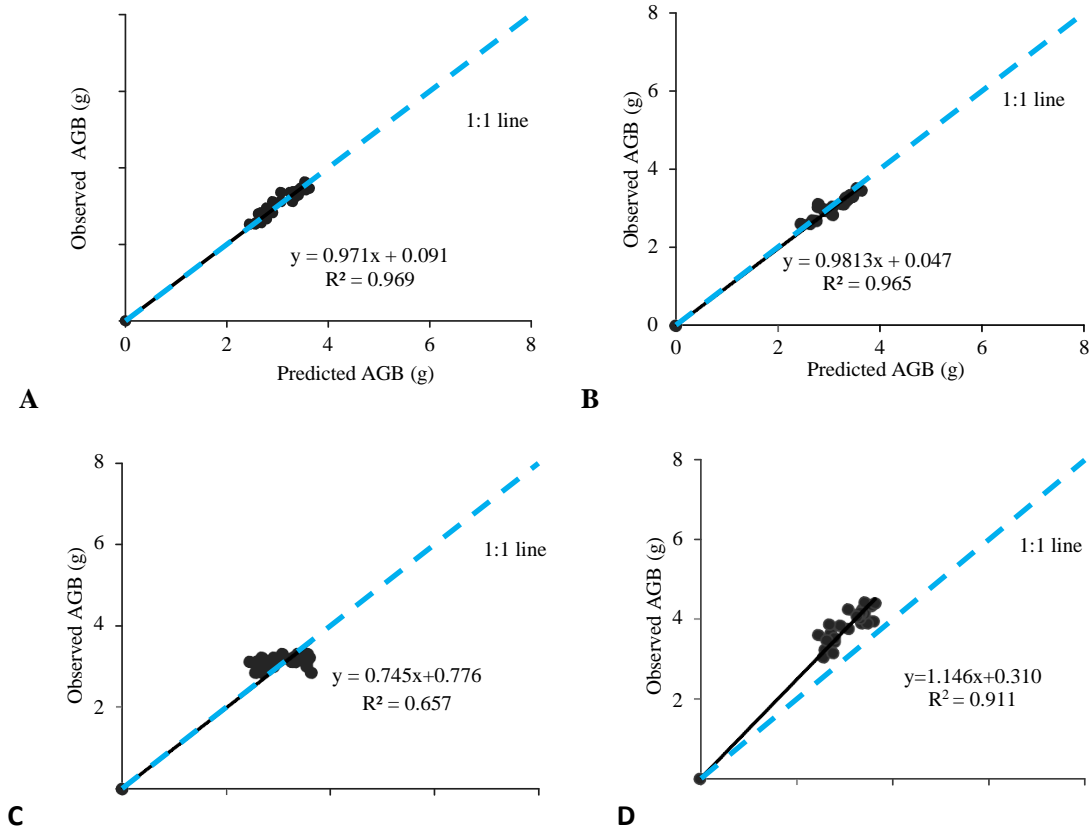 Observed AGB (g)
1:1 line
y = 0.971x + 0.091
R² = 0.969
0 2 4 6 8
Predicted AGB (g)
A
8
6
4
2
0
Observed AGB (g)
1:1 line
y = 0.9813x + 0.047
R² = 0.965
0 2 4 6 8
Predicted AGB (g)
B
8
6
4
2
Observed AGB (g)
1:1 line
y = 0.745x+0.776
R² = 0.657
C
8
6
4
2
Observed AGB (g)
1:1 line
y=1.146x+0.310
R² = 0.911
D